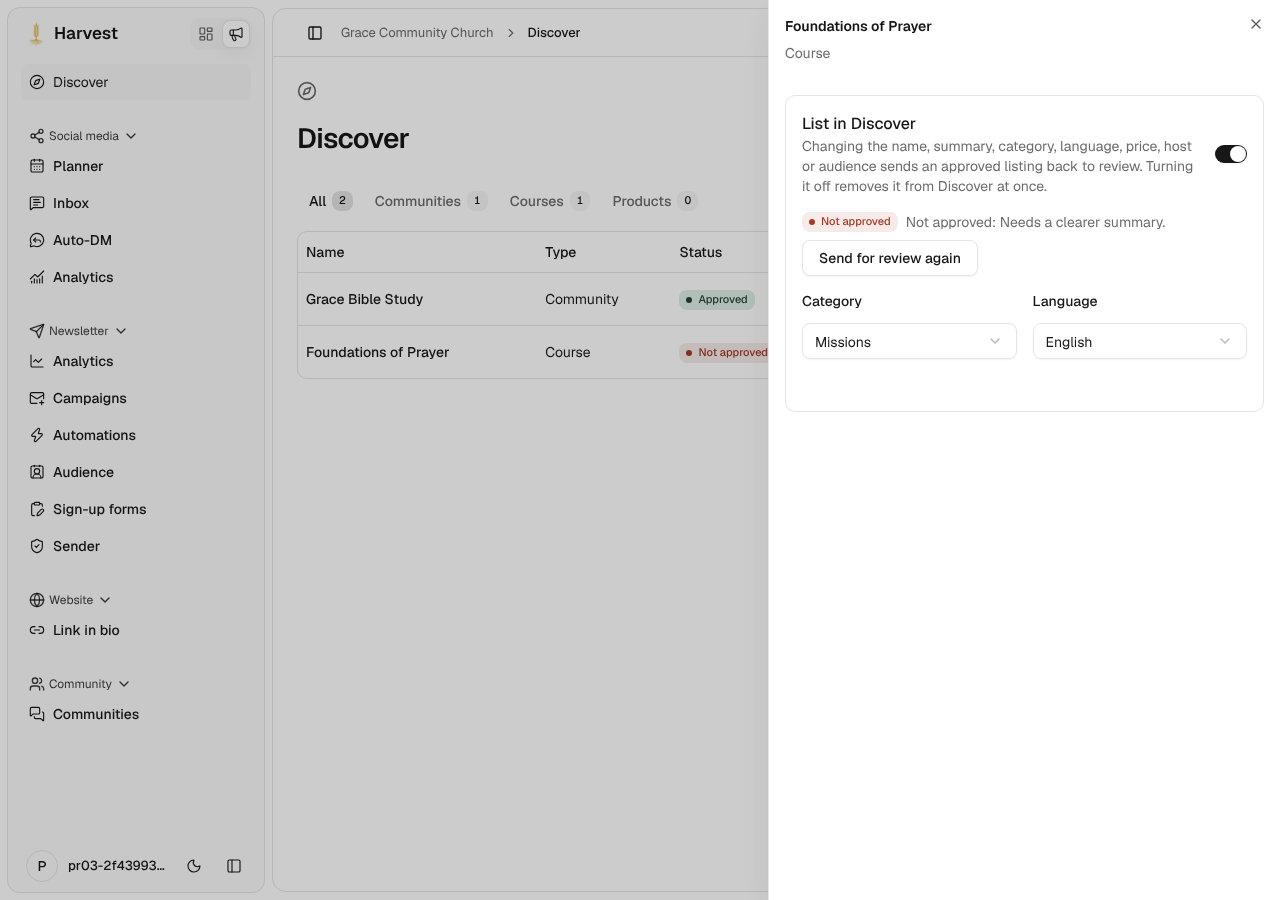 Harvest
Discover
Social media
Planner
Inbox
Auto-DM
Analytics
Newsletter
Analytics
Campaigns
Automations
Audience
Sign-up forms
Sender
Website
Link in bio
Community
Communities
P pr03-2f43993…
Grace Community Church > Discover
Discover
All 2 Communities 1 Courses 1 Products 0
Name Type Status
Grace Bible Study Community Approved
Foundations of Prayer Course Not approved
Foundations of Prayer
Course
List in Discover
Changing the name, summary, category, language, price, host
or audience sends an approved listing back to review. Turning
it off removes it from Discover at once.
Not approved Not approved: Needs a clearer summary.
Send for review again
Category Language
Missions English